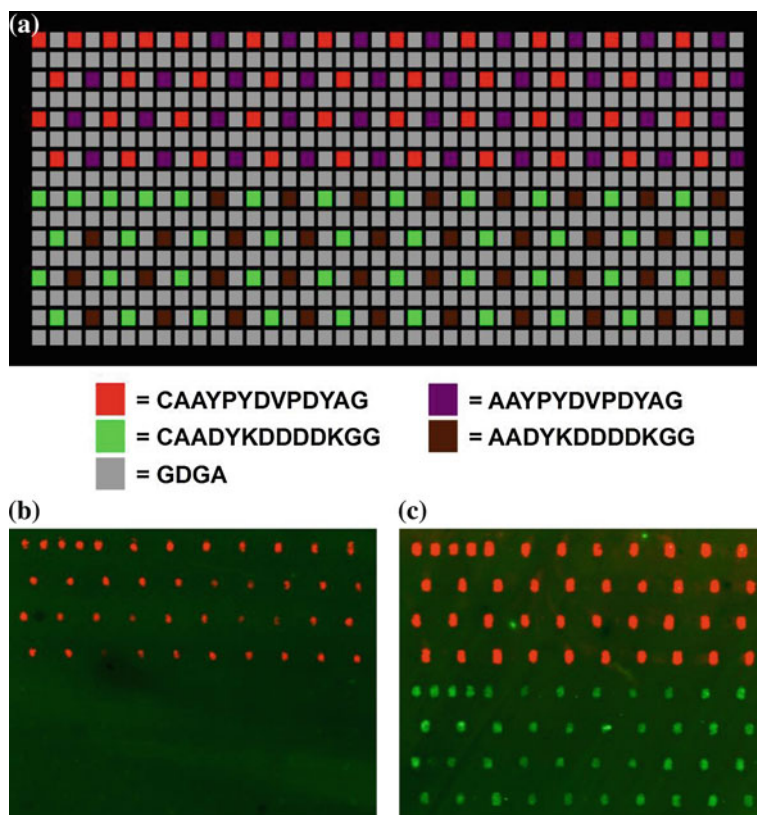 (a)
= CAAYPYDVPDYAG = AAYPYDVPDYAG
= CAADYKDDDDKGG = AADYKDDDDKGG
= GDGA
(b) (c)